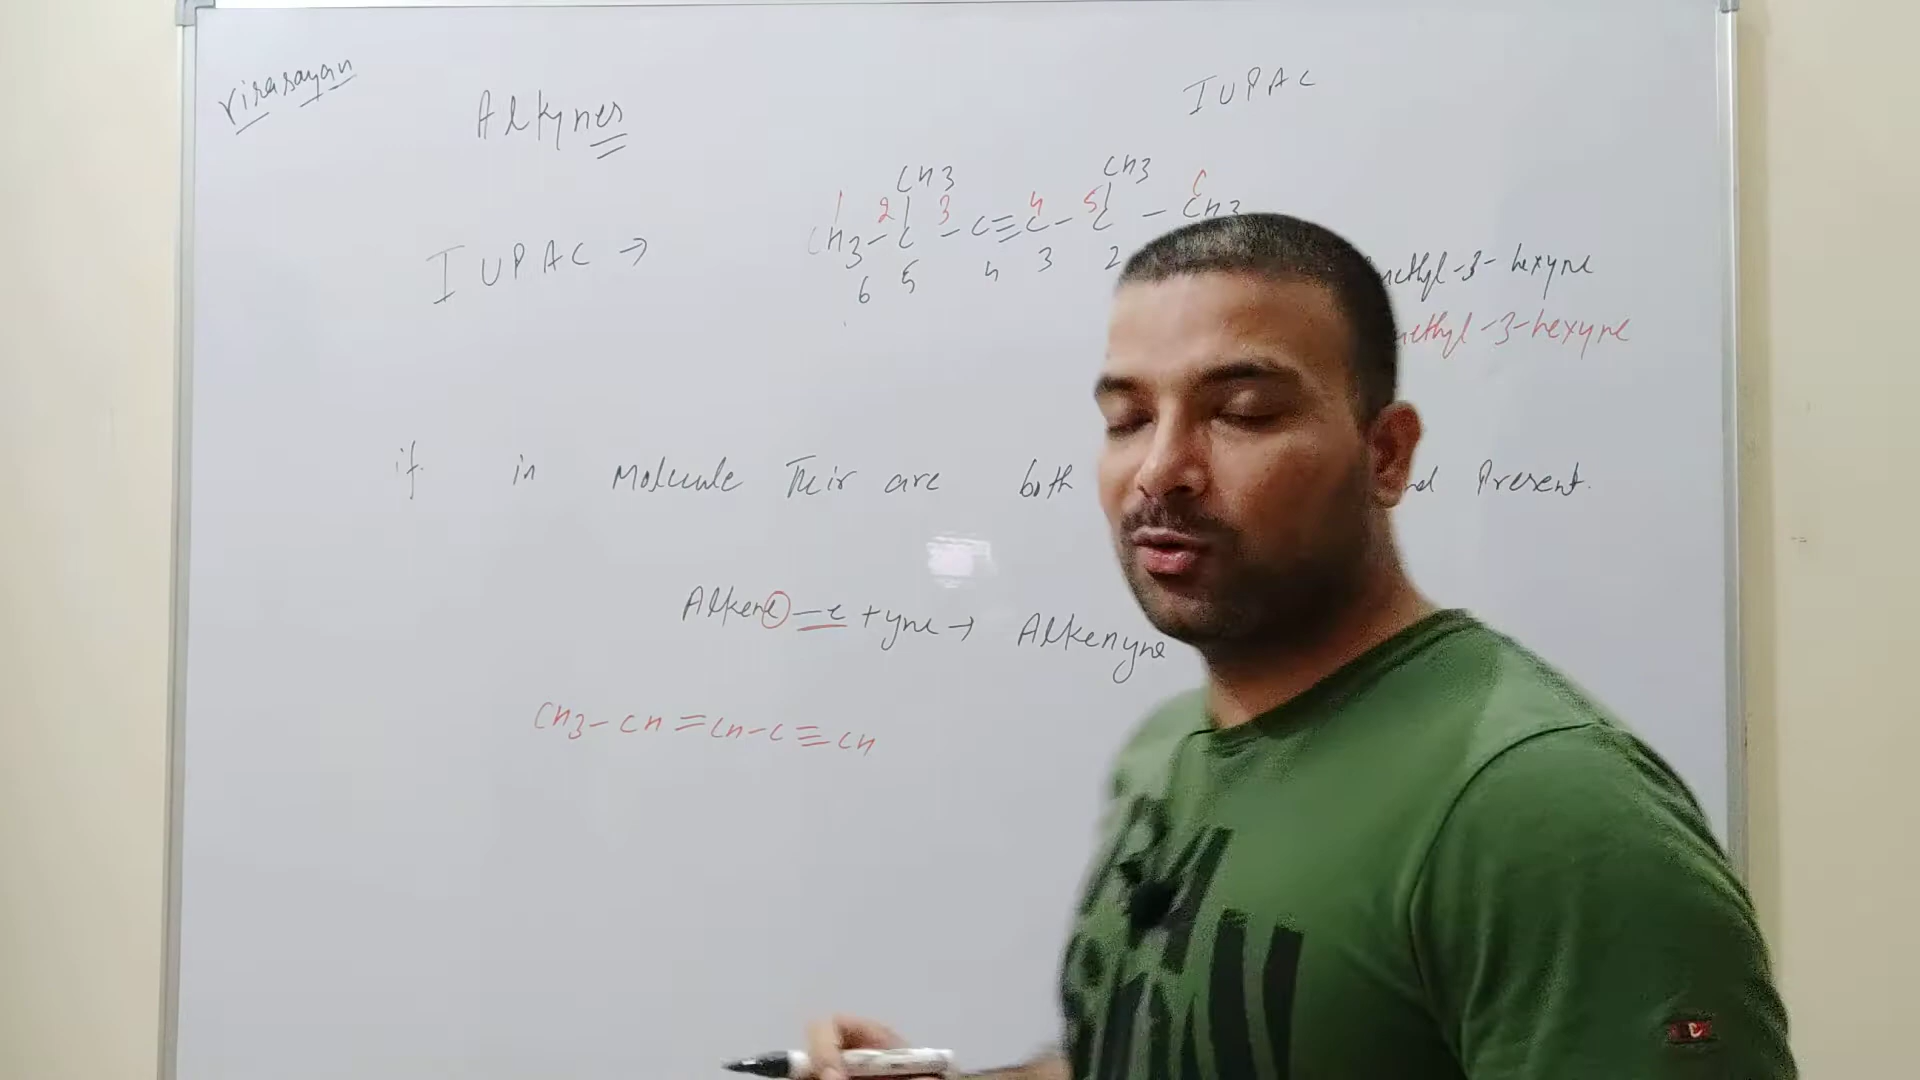 virasayan
Alkynes
IUPAC
CH3 CH3
1 2 3 4 5
CH3-C-C≡C-C-CH3
6 5 4 3 2
IUPAC →
methyl-3-hexyne
methyl-3-hexyne
if in Molecule Their are both Present.
Alkene-e+yne→ Alkenyne
CH3-CH=CH-C≡CH